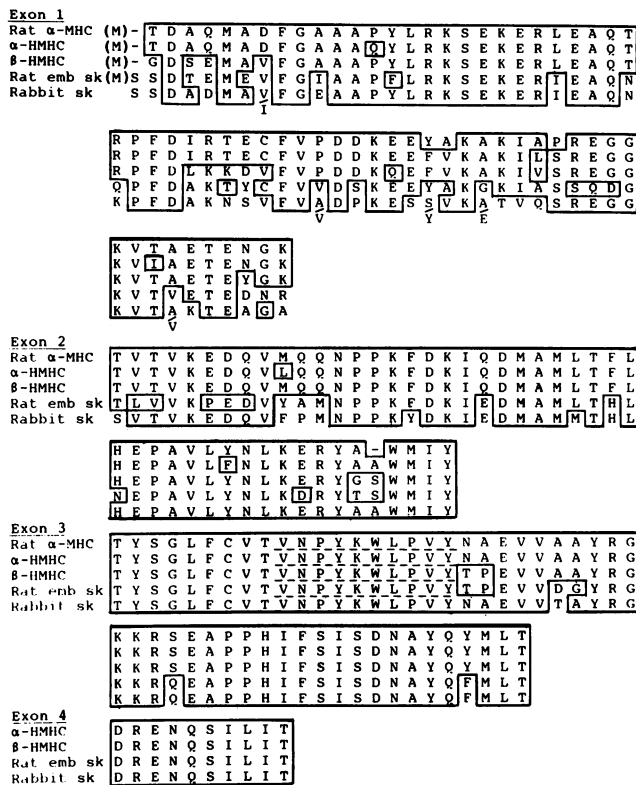 Exon 1
Rat α-MHC (M)- T D A Q M A D F G A A A P Y L R K S E K E R L E A Q T
α-HMHC (M)- T D A Q M A D F G A A A Q Y L R K S E K E R L E A Q T
β-HMHC (M)- G D S E M A V F G A A A P Y L R K S E K E R L E A Q T
Rat emb sk (M) S S D T E M E V F G I A A P F L R K S E K E R I E A Q N
Rabbit sk S S D A D M A V F G E A A P Y L R K S E K E R I E A Q N
I
R P F D I R T E C F V P D D K E E Y A K A K I A P R E G G
R P F D I R T E C F V P D D K E E F V K A K I L S R E G G
R P F D L K K D V F V P D D K Q E F V K A K I V S R E G G
Q P F D A K T Y C F V V D S K E E Y A K G K I A S S Q D G
K P F D A K N S V F V A D P K E S S V K A T V Q S R E G G
V Y E
K V T A E T E N G K
K V I A E T E N G K
K V T A E T E Y G K
K V T V E T E D N R
K V T A K T E A G A
V
Exon 2
Rat α-MHC T V T V K E D Q V M Q Q N P P K F D K I Q D M A M L T F L
α-HMHC T V T V K E D Q V L Q Q N P P K F D K I Q D M A M L T F L
β-HMHC T V T V K E D Q V M Q Q N P P K F D K I Q D M A M L T F L
Rat emb sk T L V V K E D Y A M N P P K F D K I E D M A M L T H L
Rabbit sk S V T V K E D Q V F P M N P P K Y D K I E D M A M M T H L
H E P A V L Y N L K E R Y A - W M I Y
H E P A V L F N L K E R Y A A W M I Y
H E P A V L Y N L K E R Y G S W M I Y
N E P A V L Y N L K D R Y T S W M I Y
H E P A V L Y N L K E R Y A A W M I Y
Exon 3
Rat α-MHC T Y S G L F C V T V N P Y K W L P V Y N A E V V A A Y R G
α-HMHC T Y S G L F C V T V N P Y K W L P V Y N A E V V A A Y R G
β-HMHC T Y S G L F C V T V N P Y K W L P V Y T P E V V A A Y R G
Rat emb sk T Y S G L F C V T V N P Y K W L P V Y T P E V V D G Y R G
Rabbit sk T Y S G L F C V T V N P Y K W L P V Y N A E V V T A Y R G
K K R S E A P P H I F S I S D N A Y Q Y M L T
K K R S E A P P H I F S I S D N A Y Q Y M L T
K K R S E A P P H I F S I S D N A Y Q Y M L T
K K R Q E A P P H I F S I S D N A Y Q F M L T
K K R Q E A P P H I F S I S D N A Y Q F M L T
Exon 4
α-HMHC D R E N Q S I L I T
β-HMHC D R E N Q S I L I T
Rat emb sk D R E N Q S I L I T
Rabbit sk D R E N Q S I L I T